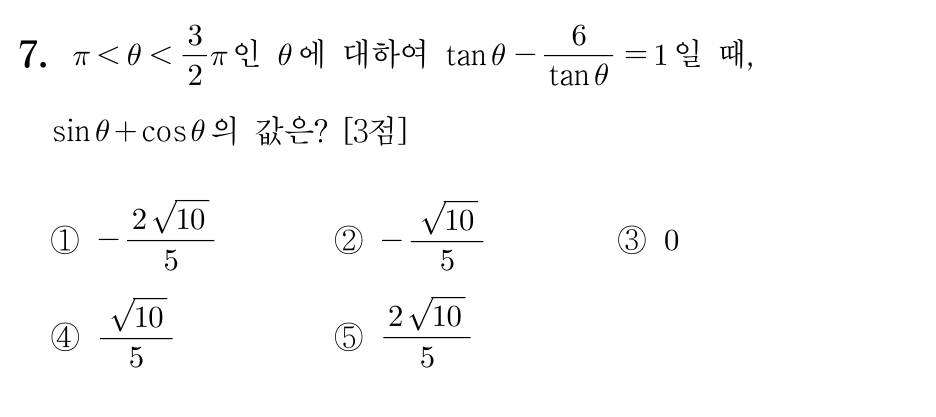 7. π < θ < 3/2 π인 θ에 대하여 tanθ − 6/tanθ = 1일 때,
sinθ + cosθ의 값은? [3점]
① −2√10/5 ② −√10/5 ③ 0
④ √10/5 ⑤ 2√10/5